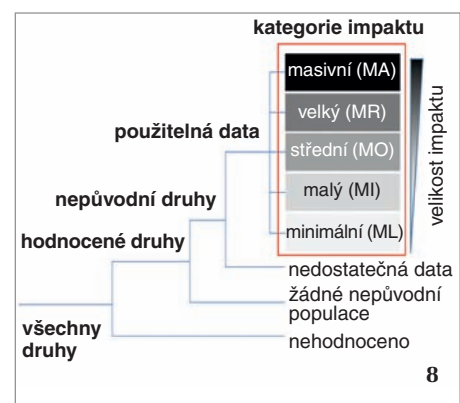 kategorie impaktu
masivní (MA)
velký (MR)
použitelná data
střední (MO)
malý (MI)
minimální (ML)
velikost impaktu
nepůvodní druhy
hodnocené druhy
nedostatečná data
žádné nepůvodní
populace
všechny
druhy
nehodnoceno
8